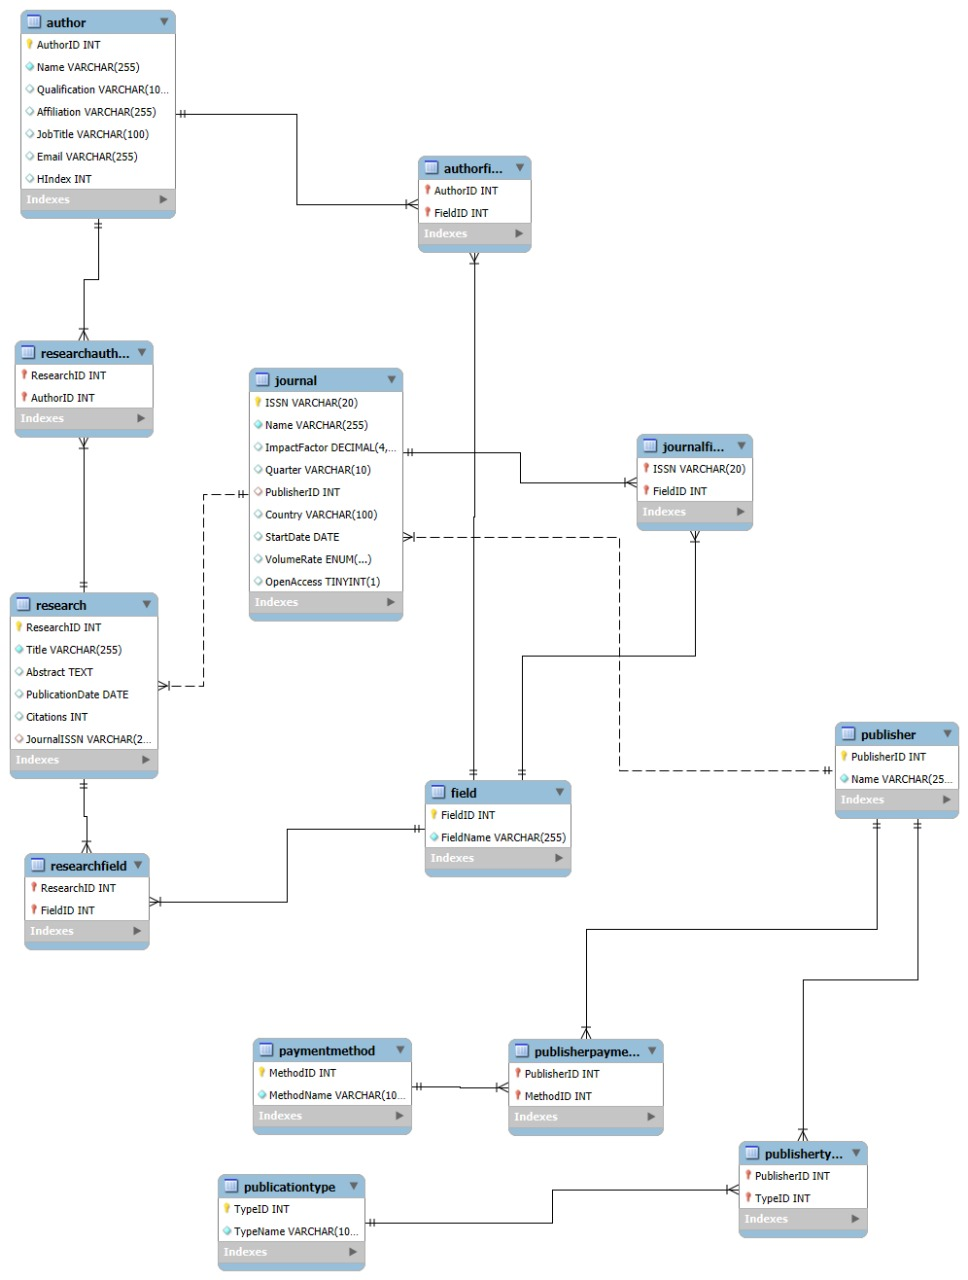 author
AuthorID INT
Name VARCHAR(255)
Qualification VARCHAR(10...
Affiliation VARCHAR(255)
JobTitle VARCHAR(100)
Email VARCHAR(255)
HIndex INT
Indexes
authorfi...
AuthorID INT
FieldID INT
Indexes
researchauth...
ResearchID INT
AuthorID INT
Indexes
journal
ISSN VARCHAR(20)
Name VARCHAR(255)
ImpactFactor DECIMAL(4,...
Quarter VARCHAR(10)
PublisherID INT
Country VARCHAR(100)
StartDate DATE
VolumeRate ENUM(...)
OpenAccess TINYINT(1)
Indexes
journalfi...
ISSN VARCHAR(20)
FieldID INT
Indexes
research
ResearchID INT
Title VARCHAR(255)
Abstract TEXT
PublicationDate DATE
Citations INT
JournalISSN VARCHAR(2...
Indexes
publisher
PublisherID INT
Name VARCHAR(25...
Indexes
field
FieldID INT
FieldName VARCHAR(255)
Indexes
researchfield
ResearchID INT
FieldID INT
Indexes
paymentmethod
MethodID INT
MethodName VARCHAR(10...
Indexes
publisherpayme...
PublisherID INT
MethodID INT
Indexes
publisherty...
PublisherID INT
TypeID INT
Indexes
publicationtype
TypeID INT
TypeName VARCHAR(10...
Indexes